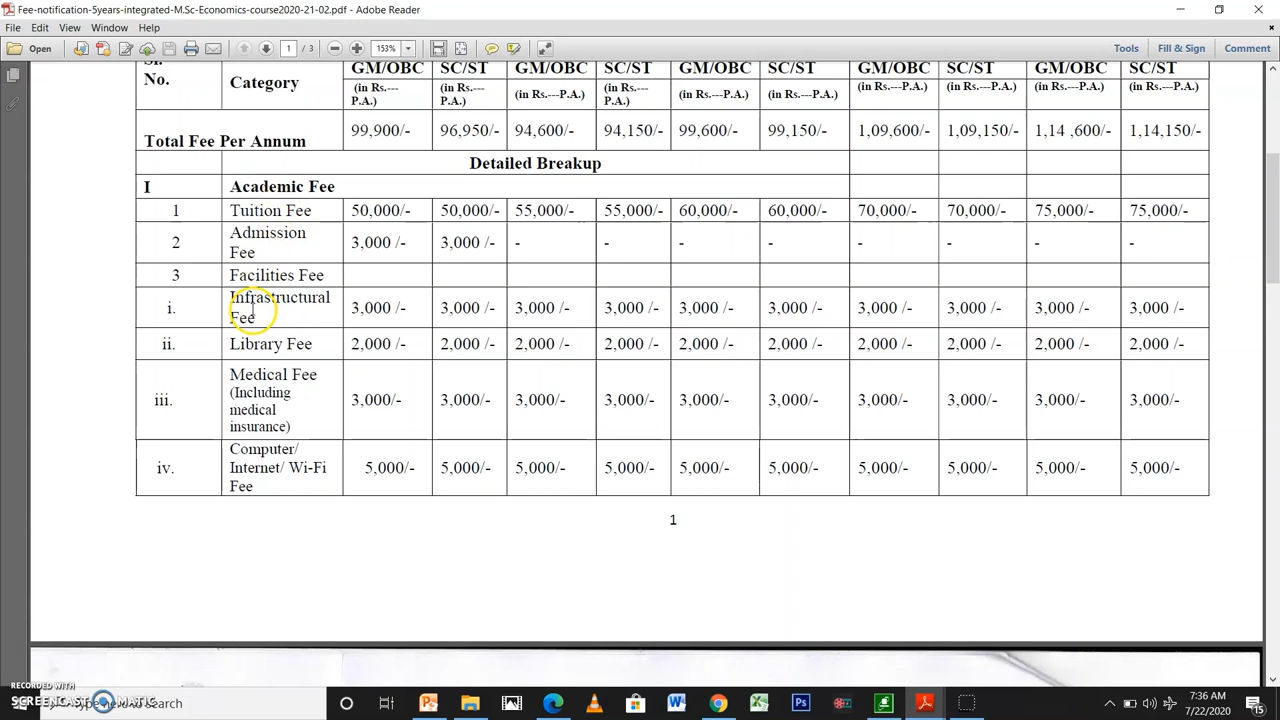 Fee-notification-5years-integrated-M.Sc-Economics-course2020-21-02.pdf - Adobe Reader
File Edit View Window Help
Open 1 / 3 153% Tools Fill & Sign Comment
Sl. No. Category GM/OBC SC/ST GM/OBC SC/ST GM/OBC SC/ST GM/OBC SC/ST GM/OBC SC/ST
(in Rs.---P.A.) (in Rs.---P.A.) (in Rs.---P.A.) (in Rs.---P.A.) (in Rs.---P.A.) (in Rs.---P.A.) (in Rs.---P.A.) (in Rs.---P.A.) (in Rs.---P.A.) (in Rs.---P.A.)
Total Fee Per Annum 99,900/- 96,950/- 94,600/- 94,150/- 99,600/- 99,150/- 1,09,600/- 1,09,150/- 1,14 ,600/- 1,14,150/-
Detailed Breakup
I Academic Fee
1 Tuition Fee 50,000/- 50,000/- 55,000/- 55,000/- 60,000/- 60,000/- 70,000/- 70,000/- 75,000/- 75,000/-
2 Admission Fee 3,000 /- 3,000 /- - - - - - - - -
3 Facilities Fee
i. Infrastructural Fee 3,000 /- 3,000 /- 3,000 /- 3,000 /- 3,000 /- 3,000 /- 3,000 /- 3,000 /- 3,000 /- 3,000 /-
ii. Library Fee 2,000 /- 2,000 /- 2,000 /- 2,000 /- 2,000 /- 2,000 /- 2,000 /- 2,000 /- 2,000 /- 2,000 /-
iii. Medical Fee (Including medical insurance) 3,000/- 3,000/- 3,000/- 3,000/- 3,000/- 3,000/- 3,000/- 3,000/- 3,000/- 3,000/-
iv. Computer/ Internet/ Wi-Fi Fee 5,000/- 5,000/- 5,000/- 5,000/- 5,000/- 5,000/- 5,000/- 5,000/- 5,000/- 5,000/-
1
RECORDED WITH
SCREENCAST MATIC
here to search
7:36 AM
7/22/2020
15